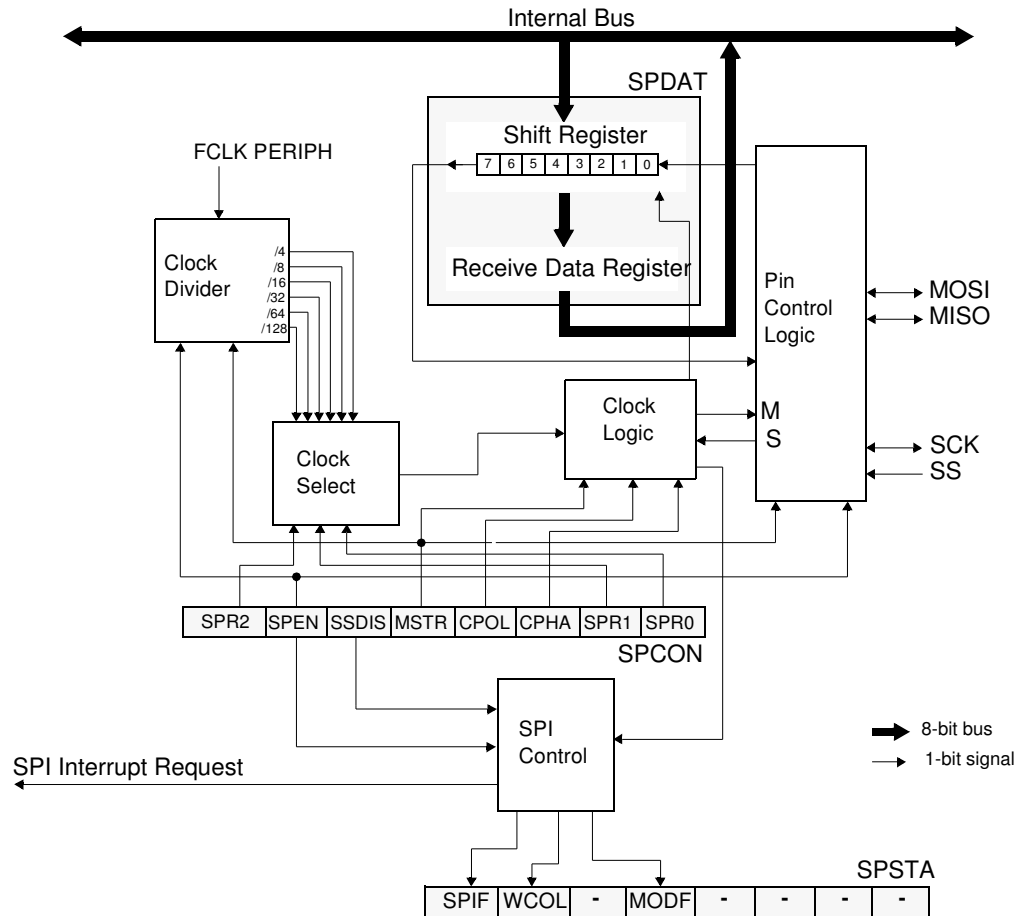 Internal Bus
SPDAT
Shift Register
7 6 5 4 3 2 1 0
FCLK PERIPH
Clock
Divider
/4
/8
/16
/32
/64
/128
Receive Data Register
Pin
Control
Logic
MOSI
MISO
Clock
Logic
M
S
SCK
SS
Clock
Select
SPR2 SPEN SSDIS MSTR CPOL CPHA SPR1 SPR0
SPCON
SPI
Control
8-bit bus
1-bit signal
SPI Interrupt Request
SPSTA
SPIF WCOL - MODF - - - -